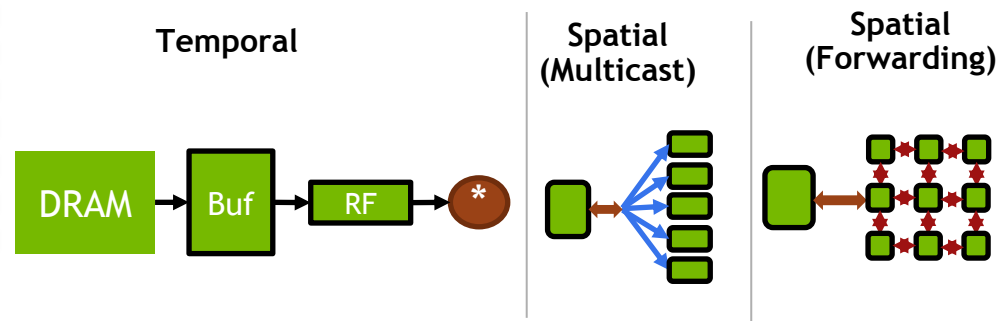 Temporal
DRAM
Buf
RF
*
Spatial
(Multicast)
Spatial
(Forwarding)